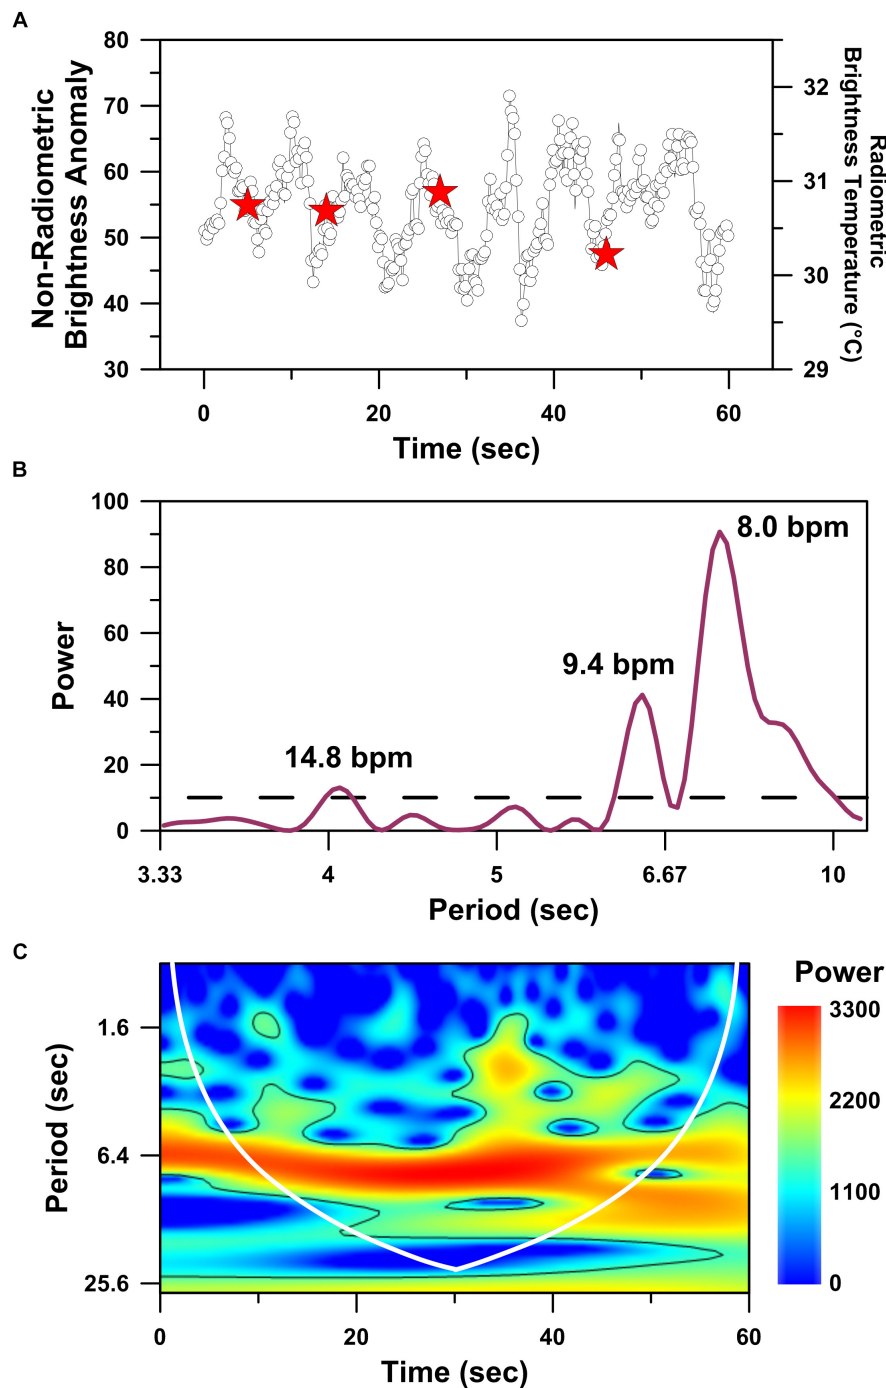 A
Non-Radiometric
Brightness Anomaly
80
70
60
50
40
30
32
31
30
29
Radiometric
Brightness Temperature (°C)
0
20
40
60
Time (sec)
B
Power
100
80
60
40
20
0
14.8 bpm
9.4 bpm
8.0 bpm
3.33
4
5
6.67
10
Period (sec)
C
Period (sec)
1.6
6.4
25.6
0
20
40
60
Time (sec)
Power
3300
2200
1100
0